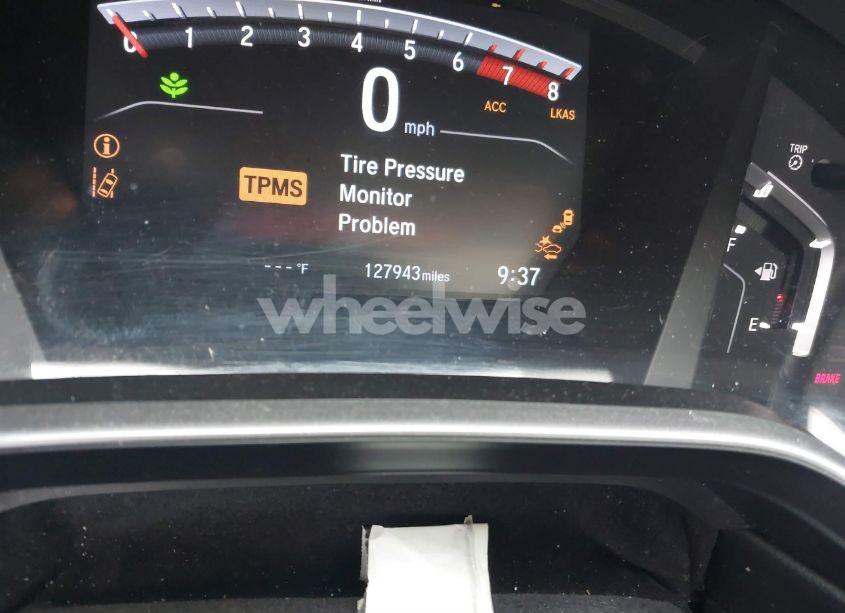 0 1 2 3 4 5 6 7 8
0 mph
ACC
LKAS
TPMS
Tire Pressure
Monitor
Problem
---°F 127943 miles 9:37
TRIP
F
E
BRAKE
wheelwise